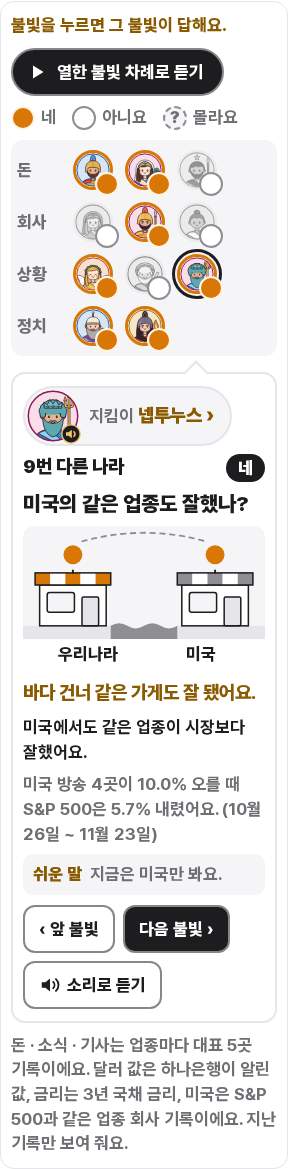 불빛을 누르면 그 불빛이 답해요.
▶ 열한 불빛 차례로 듣기
네 아니요 ? 몰라요
돈
회사
상황
정치
지킴이 넵투누스 ›
9번 다른 나라 네
미국의 같은 업종도 잘했나?
우리나라 미국
바다 건너 같은 가게도 잘 됐어요.
미국에서도 같은 업종이 시장보다
잘했어요.
미국 방송 4곳이 10.0% 오를 때
S&P 500은 5.7% 내렸어요. (10월
26일 ~ 11월 23일)
쉬운 말 지금은 미국만 봐요.
‹ 앞 불빛 다음 불빛 ›
소리로 듣기
돈 · 소식 · 기사는 업종마다 대표 5곳
기록이에요. 달러 값은 하나은행이 알린
값, 금리는 3년 국채 금리, 미국은 S&P
500과 같은 업종 회사 기록이에요. 지난
기록만 보여 줘요.